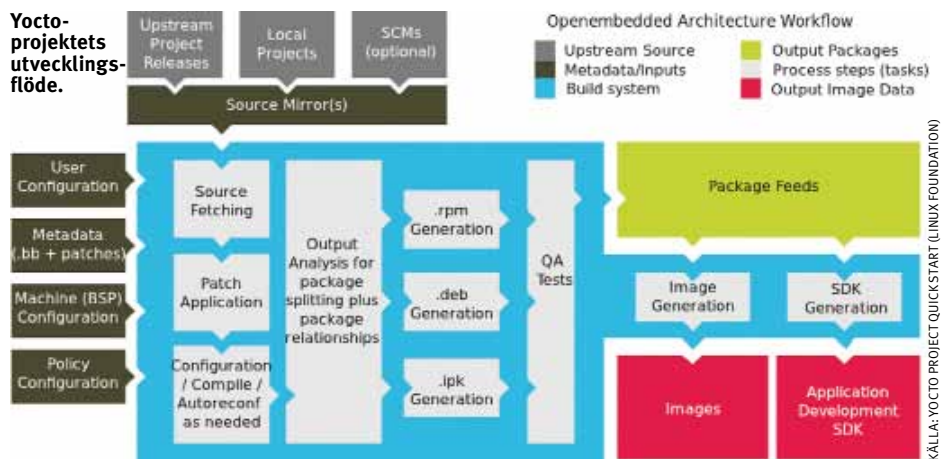 Yocto-
projektets
utvecklings-
flöde.
Upstream
Project
Releases
Local
Projects
SCMs
(optional)
Source Mirror(s)
Openembedded Architecture Workflow
Upstream Source
Metadata/Inputs
Build system
Output Packages
Process steps (tasks)
Output Image Data
User
Configuration
Metadata
(.bb + patches)
Machine (BSP)
Configuration
Policy
Configuration
Source
Fetching
Patch
Application
Configuration
/ Compile /
Autoreconf
as needed
Output
Analysis for
package
splitting plus
package
relationships
.rpm
Generation
.deb
Generation
.ipk
Generation
QA
Tests
Package Feeds
Image
Generation
SDK
Generation
Images
Application
Development
SDK
KÄLLA: YOCTO PROJECT QUICK START (LINUX FOUNDATION)